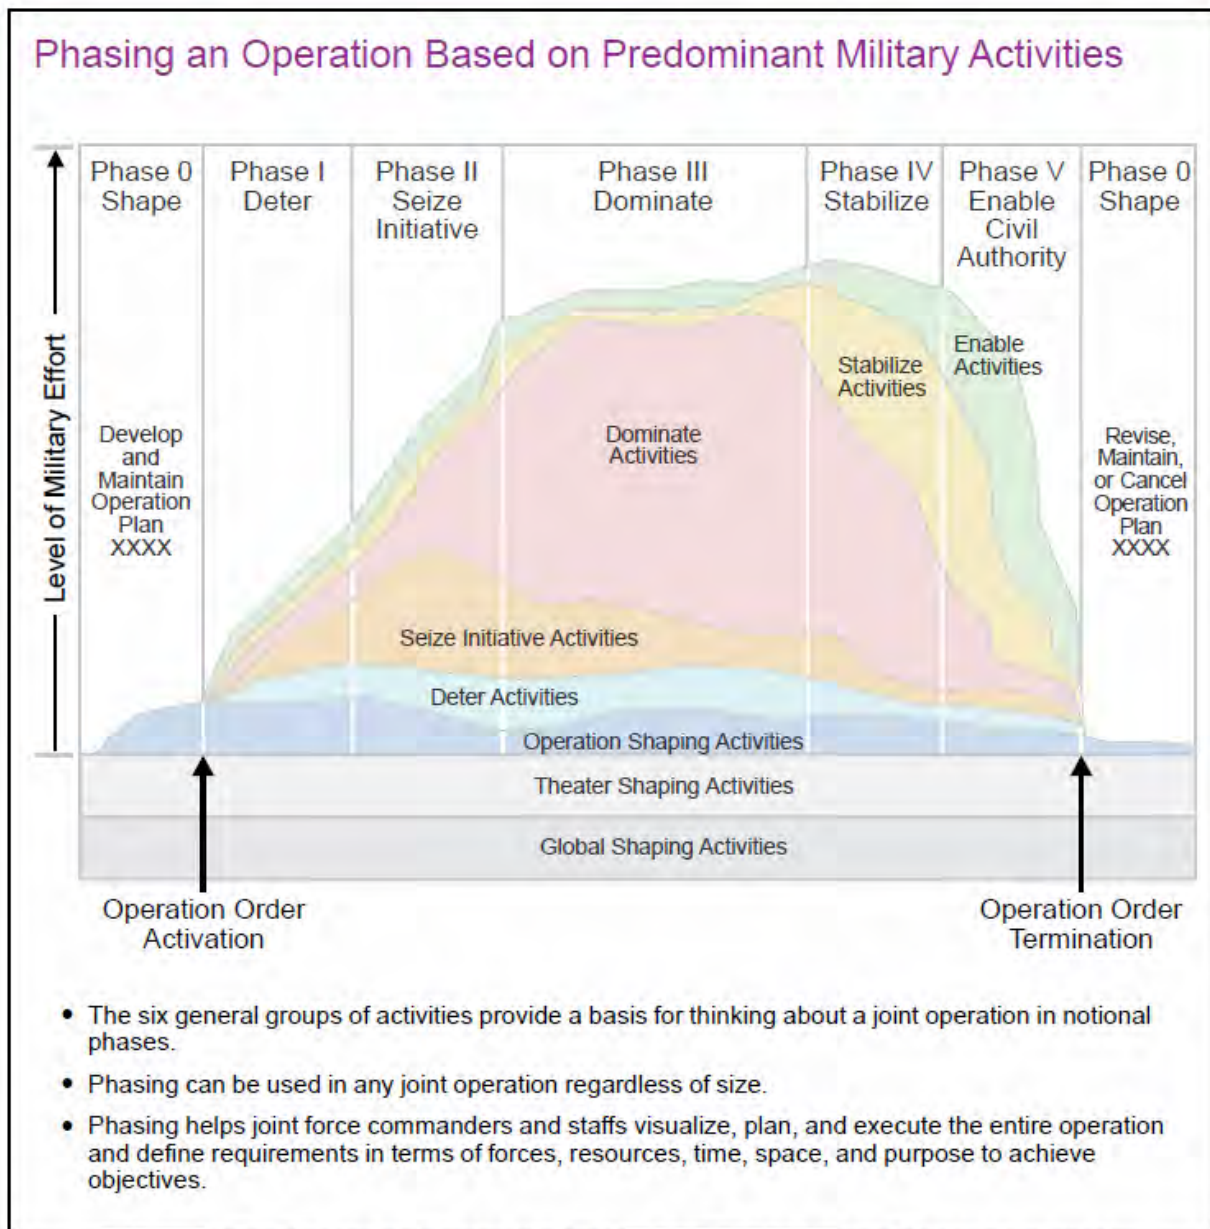 Phasing an Operation Based on Predominant Military Activities
Phase 0
Shape
Phase I
Deter
Phase II
Seize
Initiative
Phase III
Dominate
Phase IV
Stabilize
Phase V
Enable
Civil
Authority
Phase 0
Shape
Level of Military Effort
Develop
and
Maintain
Operation
Plan
XXXX
Enable
Activities
Stabilize
Activities
Dominate
Activities
Revise,
Maintain,
or Cancel
Operation
Plan
XXXX
Seize Initiative Activities
Deter Activities
Operation Shaping Activities
Theater Shaping Activities
Global Shaping Activities
Operation Order
Activation
Operation Order
Termination
• The six general groups of activities provide a basis for thinking about a joint operation in notional
phases.
• Phasing can be used in any joint operation regardless of size.
• Phasing helps joint force commanders and staffs visualize, plan, and execute the entire operation
and define requirements in terms of forces, resources, time, space, and purpose to achieve
objectives.